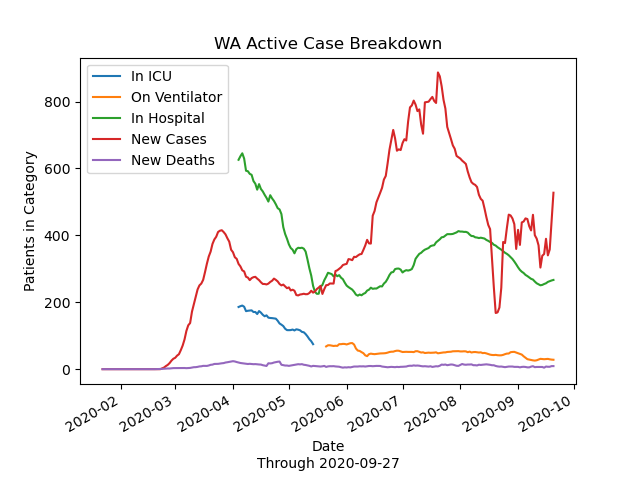 WA Active Case Breakdown
In ICU
On Ventilator
In Hospital
New Cases
New Deaths
Patients in Category
800
600
400
200
0
2020-02
2020-03
2020-04
2020-05
2020-06
2020-07
2020-08
2020-09
2020-10
Date
Through 2020-09-27